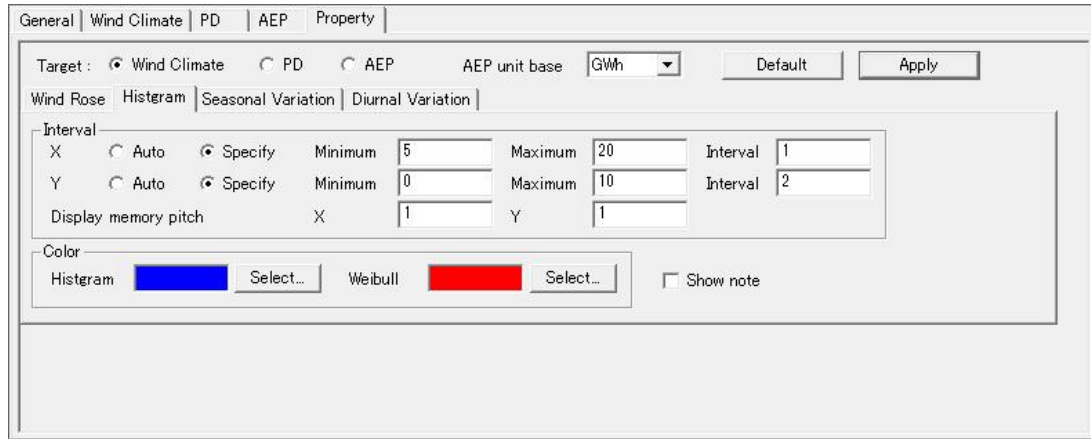 General Wind Climate PD AEP Property
Target : Wind Climate PD AEP AEP unit base GWh Default Apply
Wind Rose Histgram Seasonal Variation Diurnal Variation
Interval
X Auto Specify Minimum 5 Maximum 20 Interval 1
Y Auto Specify Minimum 0 Maximum 10 Interval 2
Display memory pitch X 1 Y 1
Color
Histgram Select... Weibull Select... Show note